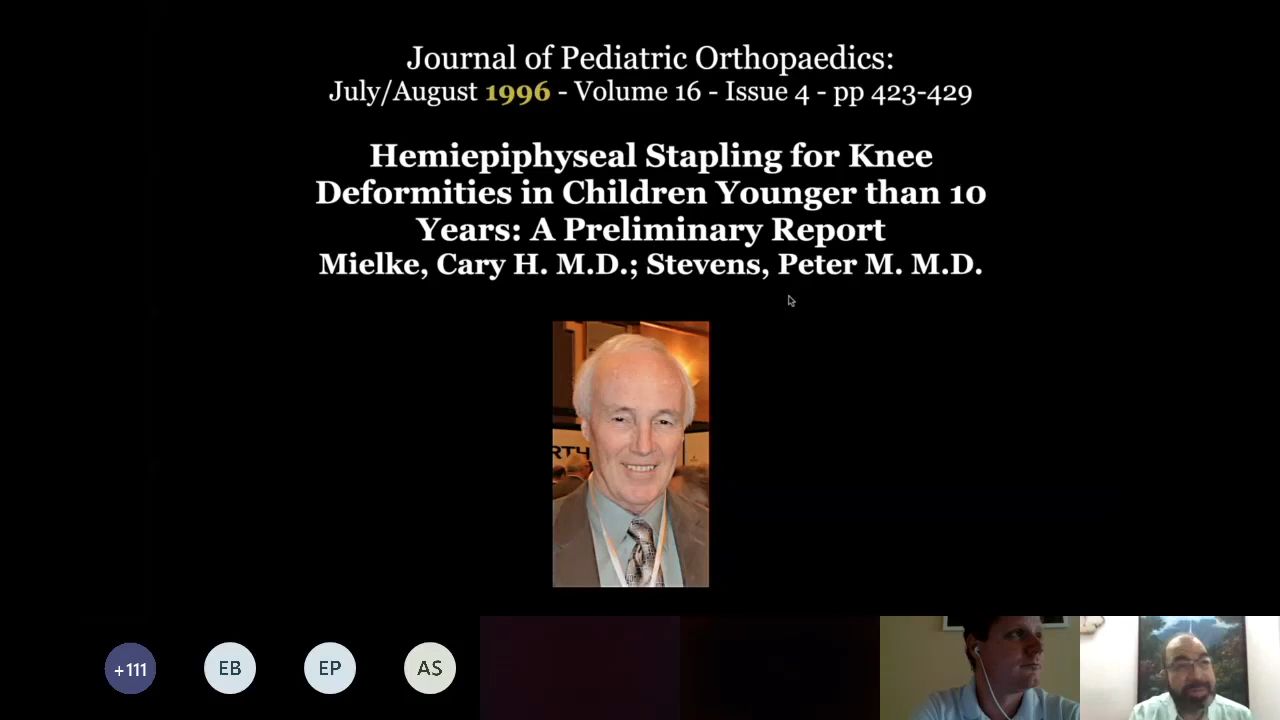 Journal of Pediatric Orthopaedics:
July/August 1996 - Volume 16 - Issue 4 - pp 423-429
Hemiepiphyseal Stapling for Knee
Deformities in Children Younger than 10
Years: A Preliminary Report
Mielke, Cary H. M.D.; Stevens, Peter M. M.D.
RTH
+111
EB
EP
AS